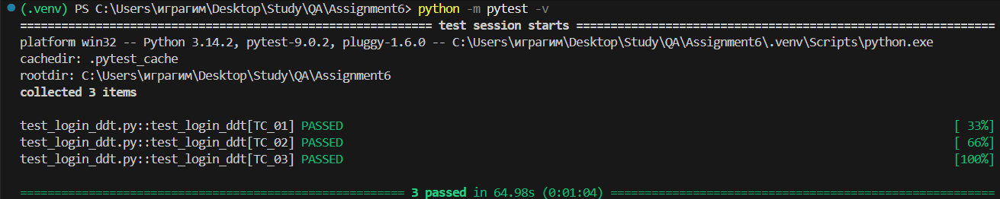 (.venv) PS C:\Users\играгим\Desktop\Study\QA\Assignment6> python -m pytest -v
============================================================ test session starts =============================================================
platform win32 -- Python 3.14.2, pytest-9.0.2, pluggy-1.6.0 -- C:\Users\играгим\Desktop\Study\QA\Assignment6\.venv\Scripts\python.exe
cachedir: .pytest_cache
rootdir: C:\Users\играгим\Desktop\Study\QA\Assignment6
collected 3 items
test_login_ddt.py::test_login_ddt[TC_01] PASSED [ 33%]
test_login_ddt.py::test_login_ddt[TC_02] PASSED [ 66%]
test_login_ddt.py::test_login_ddt[TC_03] PASSED [100%]
======================================================== 3 passed in 64.98s (0:01:04) ========================================================